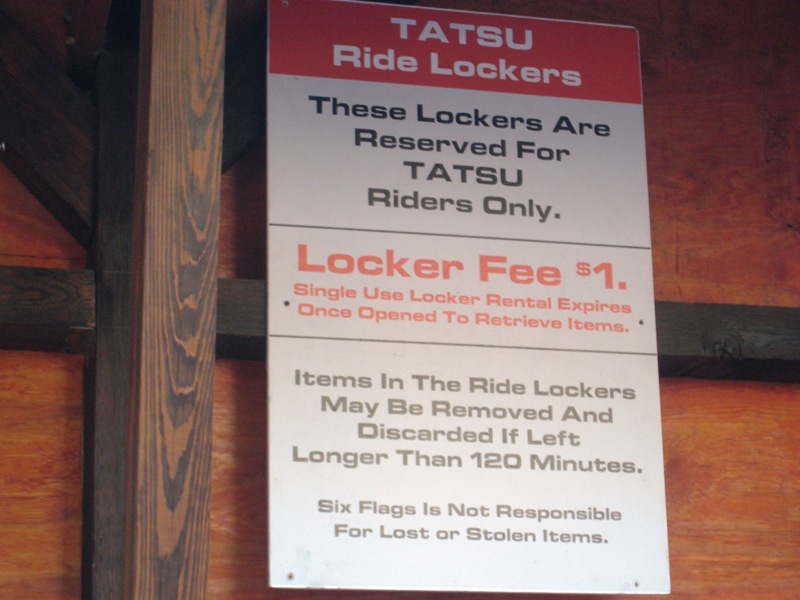 TATSU
Ride Lockers
These Lockers Are
Reserved For
TATSU
Riders Only.
Locker Fee $1.
Single Use Locker Rental Expires
Once Opened To Retrieve Items.
Items In The Ride Lockers
May Be Removed And
Discarded If Left
Longer Than 120 Minutes.
Six Flags Is Not Responsible
For Lost or Stolen Items.